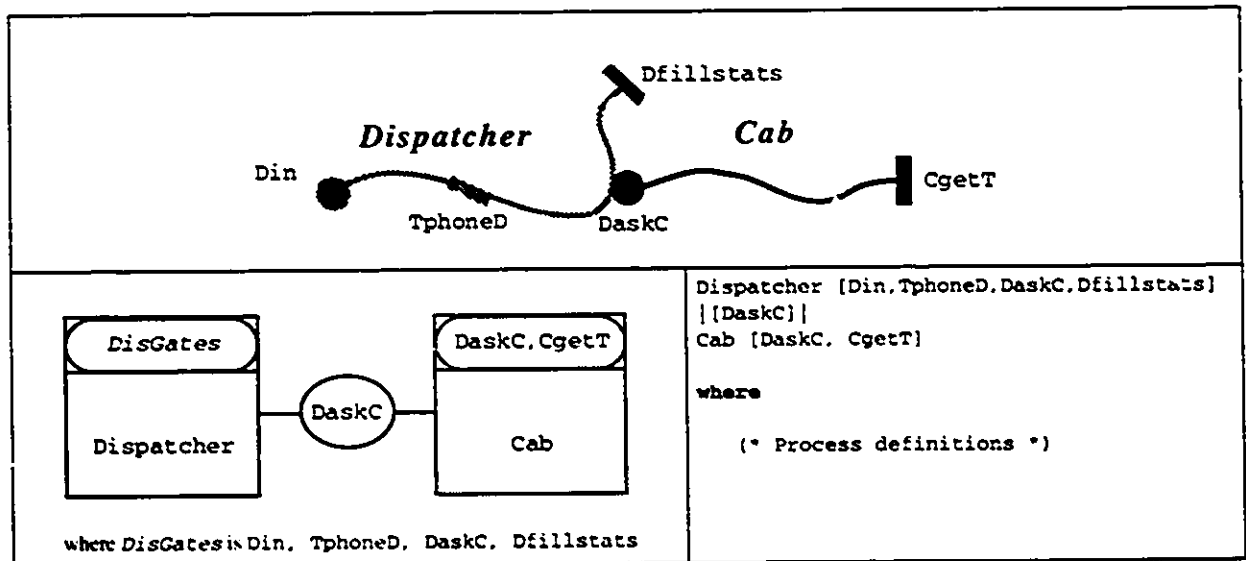 Dfillstats
Dispatcher
Cab
Din
CgetT
TphoneD
DaskC
DisGates
DaskC, CgetT
DaskC
Dispatcher
Cab
where DisGates is Din, TphoneD, DaskC, Dfillstats
Dispatcher [Din,TphoneD,DaskC,Dfillstats]
|[DaskC]|
Cab [DaskC, CgetT]
where
(* Process definitions *)